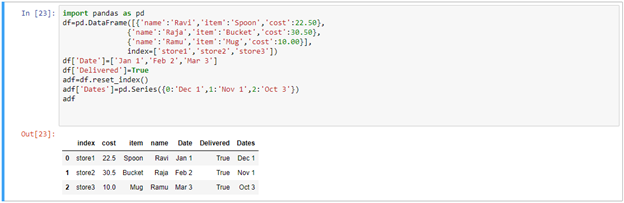 In [23]: import pandas as pd
df=pd.DataFrame([{'name':'Ravi','item':'Spoon','cost':22.50},
{'name':'Raja','item':'Bucket','cost':30.50},
{'name':'Ramu','item':'Mug','cost':10.00}],
index=['store1','store2','store3'])
df['Date']=['Jan 1','Feb 2','Mar 3']
df['Delivered']=True
adf=df.reset_index()
adf['Dates']=pd.Series({0:'Dec 1',1:'Nov 1',2:'Oct 3'})
adf
Out[23]:
index cost item name Date Delivered Dates
0 store1 22.5 Spoon Ravi Jan 1 True Dec 1
1 store2 30.5 Bucket Raja Feb 2 True Nov 1
2 store3 10.0 Mug Ramu Mar 3 True Oct 3